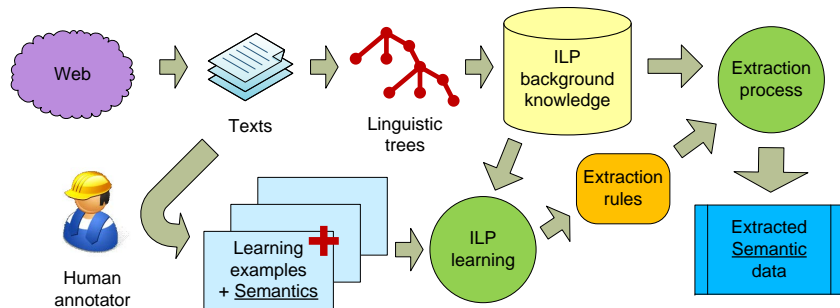 Web
Texts
Linguistic
trees
ILP
background
knowledge
Extraction
process
Human
annotator
Learning
examples
+ Semantics
ILP
learning
Extraction
rules
Extracted
Semantic
data